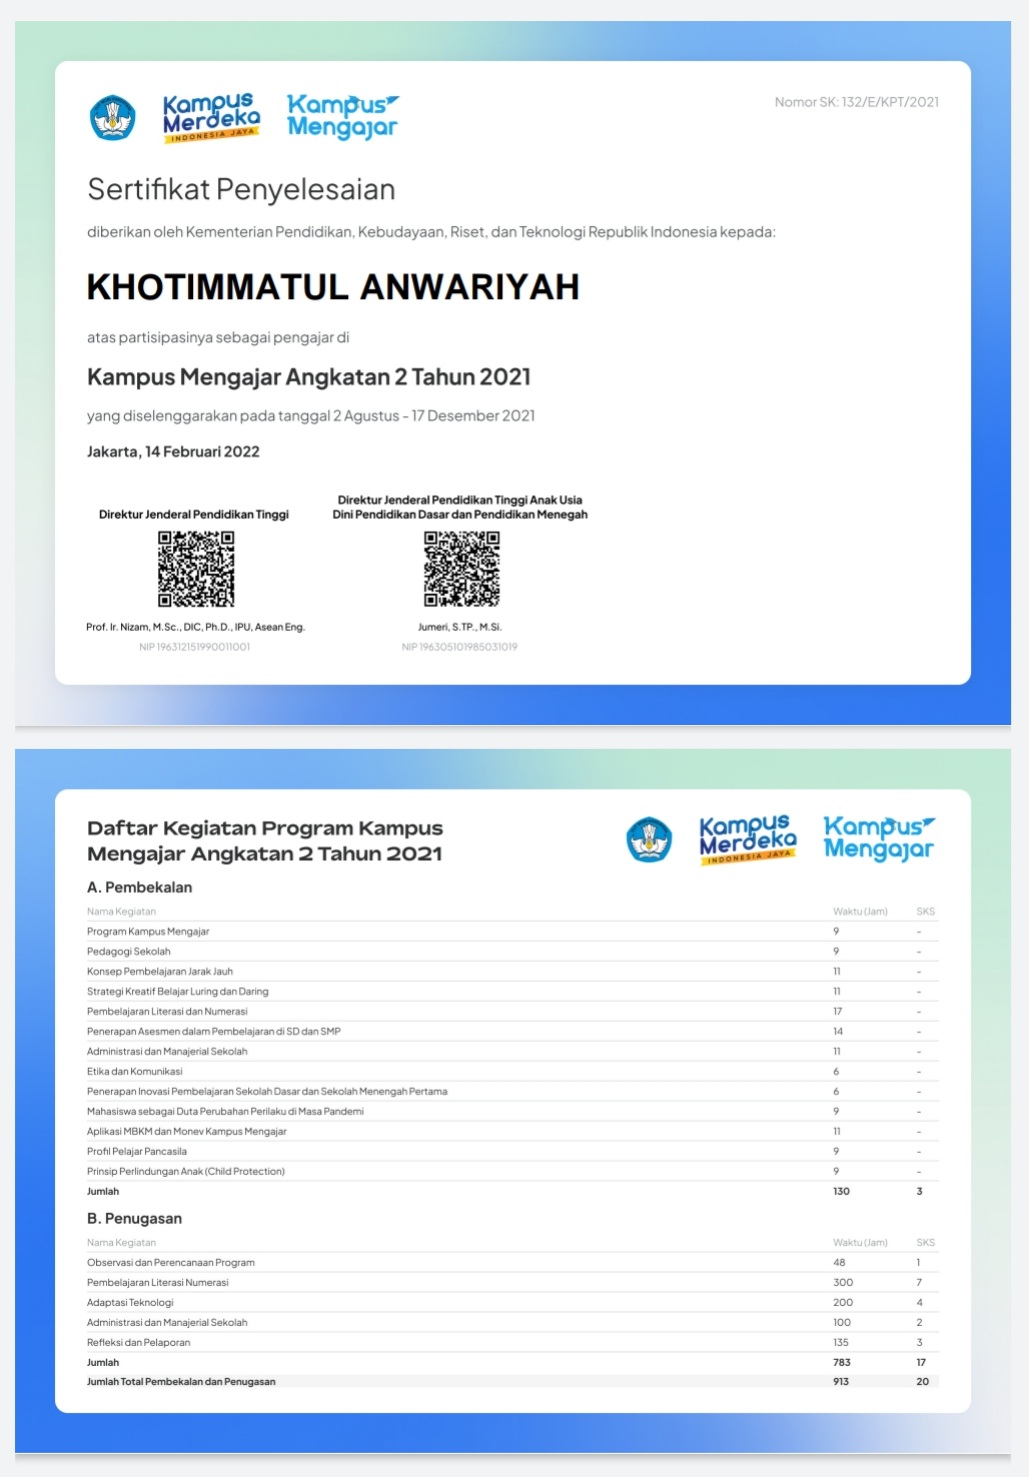 Kampus
Merdeka
INDONESIA JAYA
Kampus
Mengajar
Nomor SK: 132/E/KPT/2021
Sertifikat Penyelesaian
diberikan oleh Kementerian Pendidikan, Kebudayaan, Riset, dan Teknologi Republik Indonesia kepada:
KHOTIMMATUL ANWARIYAH
atas partisipasinya sebagai pengajar di
Kampus Mengajar Angkatan 2 Tahun 2021
yang diselenggarakan pada tanggal 2 Agustus - 17 Desember 2021
Jakarta, 14 Februari 2022
Direktur Jenderal Pendidikan Tinggi
Prof. Ir. Nizam, M.Sc., DIC, Ph.D., IPU, Asean Eng.
NIP 196312151990011001
Direktur Jenderal Pendidikan Tinggi Anak Usia
Dini Pendidikan Dasar dan Pendidikan Menegah
Jumeri, S.TP., M.Si.
NIP 196305101985031019
Daftar Kegiatan Program Kampus
Mengajar Angkatan 2 Tahun 2021
Kampus
Merdeka
INDONESIA JAYA
Kampus
Mengajar
A. Pembekalan
Nama Kegiatan Waktu (Jam) SKS
Program Kampus Mengajar 9 -
Pedagogi Sekolah 9 -
Konsep Pembelajaran Jarak Jauh 11 -
Strategi Kreatif Belajar Luring dan Daring 11 -
Pembelajaran Literasi dan Numerasi 17 -
Penerapan Asesmen dalam Pembelajaran di SD dan SMP 14 -
Administrasi dan Manajerial Sekolah 11 -
Etika dan Komunikasi 6 -
Penerapan Inovasi Pembelajaran Sekolah Dasar dan Sekolah Menengah Pertama 6 -
Mahasiswa sebagai Duta Perubahan Perilaku di Masa Pandemi 9 -
Aplikasi MBKM dan Monev Kampus Mengajar 11 -
Profil Pelajar Pancasila 9 -
Prinsip Perlindungan Anak (Child Protection) 9 -
Jumlah 130 3
B. Penugasan
Nama Kegiatan Waktu (Jam) SKS
Observasi dan Perencanaan Program 48 1
Pembelajaran Literasi Numerasi 300 7
Adaptasi Teknologi 200 4
Administrasi dan Manajerial Sekolah 100 2
Refleksi dan Pelaporan 135 3
Jumlah 783 17
Jumlah Total Pembekalan dan Penugasan 913 20